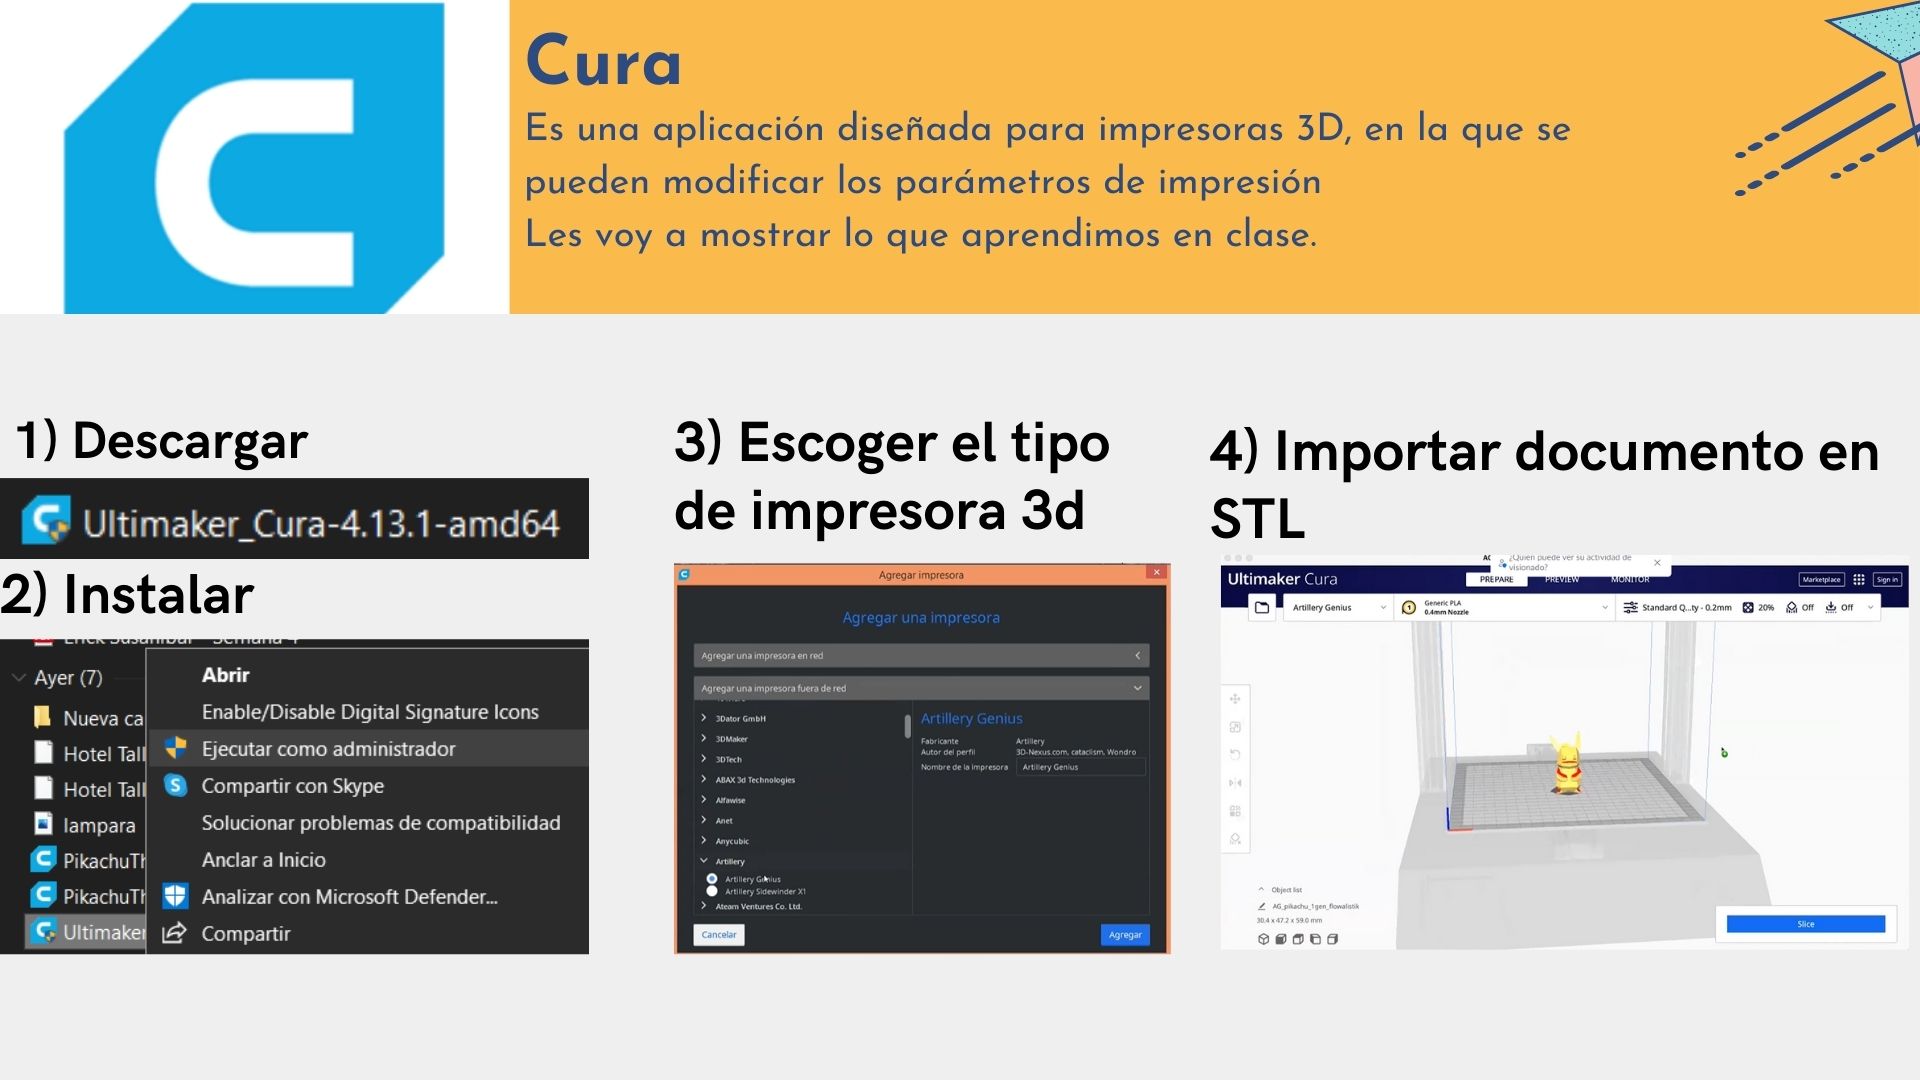 Cura
Es una aplicación diseñada para impresoras 3D, en la que se
pueden modificar los parámetros de impresión
Les voy a mostrar lo que aprendimos en clase.
1) Descargar
Ultimaker_Cura-4.13.1-amd64
2) Instalar
Ayer (7)
Nueva ca
Hotel Tall
Hotel Tall
lampara
PikachuTh
PikachuTh
Ultimaker
Abrir
Enable/Disable Digital Signature Icons
Ejecutar como administrador
Compartir con Skype
Solucionar problemas de compatibilidad
Anclar a Inicio
Analizar con Microsoft Defender...
Compartir
3) Escoger el tipo
de impresora 3d
Agregar impresora
Agregar una impresora
Agregar una impresora en red
Agregar una impresora fuera de red
3Dator GmbH
3DMaker
3DTech
ABAX 3d Technologies
Alfawise
Anet
Anycubic
Artillery
Artillery Genius
Artillery Sidewinder X1
Ateam Ventures Co. Ltd.
Artillery Genius
Fabricante Artillery
Autor del perfil 3D-Nexus.com, cataclism, Wondro
Nombre de la impresora Artillery Genius
Cancelar
Agregar
4) Importar documento en
STL
¿Quién puede ver su actividad de
visionado?
Ultimaker Cura
PREPARE PREVIEW MONITOR
Marketplace Sign in
Artillery Genius
Generic PLA
0.4mm Nozzle
Standard Q...ty - 0.2mm 20% Off Off
Object list
AG_pikachu_1gen_flowalistik
30.4 x 47.2 x 59.0 mm
Slice